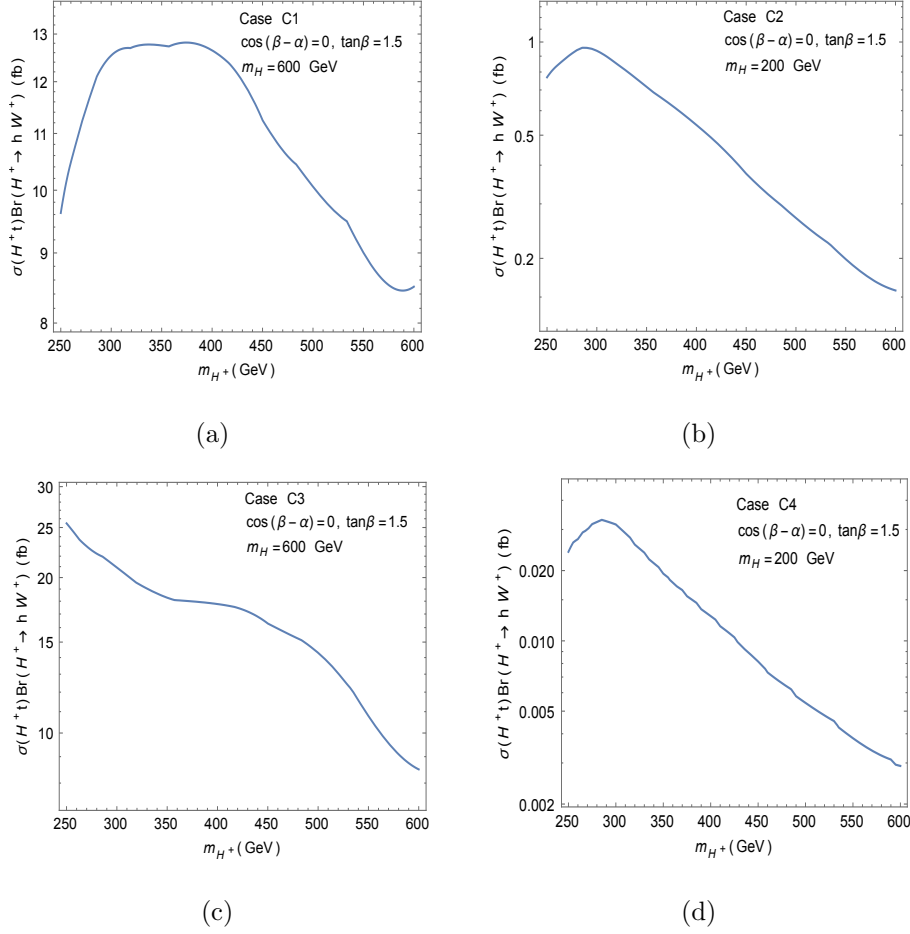 Case C1
cos(β-α)=0, tanβ=1.5
m_H=600 GeV
σ(H⁺t)Br(H⁺→ h W⁺) (fb)
13
12
11
10
9
8
250 300 350 400 450 500 550 600
m_H⁺(GeV)
(a)
Case C2
cos(β-α)=0, tanβ=1.5
m_H=200 GeV
σ(H⁺t)Br(H⁺→ h W⁺) (fb)
1
0.5
0.2
250 300 350 400 450 500 550 600
m_H⁺(GeV)
(b)
Case C3
cos(β-α)=0, tanβ=1.5
m_H=600 GeV
σ(H⁺t)Br(H⁺→ h W⁺) (fb)
30
25
20
15
10
250 300 350 400 450 500 550 600
m_H⁺(GeV)
(c)
Case C4
cos(β-α)=0, tanβ=1.5
m_H=200 GeV
σ(H⁺t)Br(H⁺→ h W⁺) (fb)
0.020
0.010
0.005
0.002
250 300 350 400 450 500 550 600
m_H⁺(GeV)
(d)